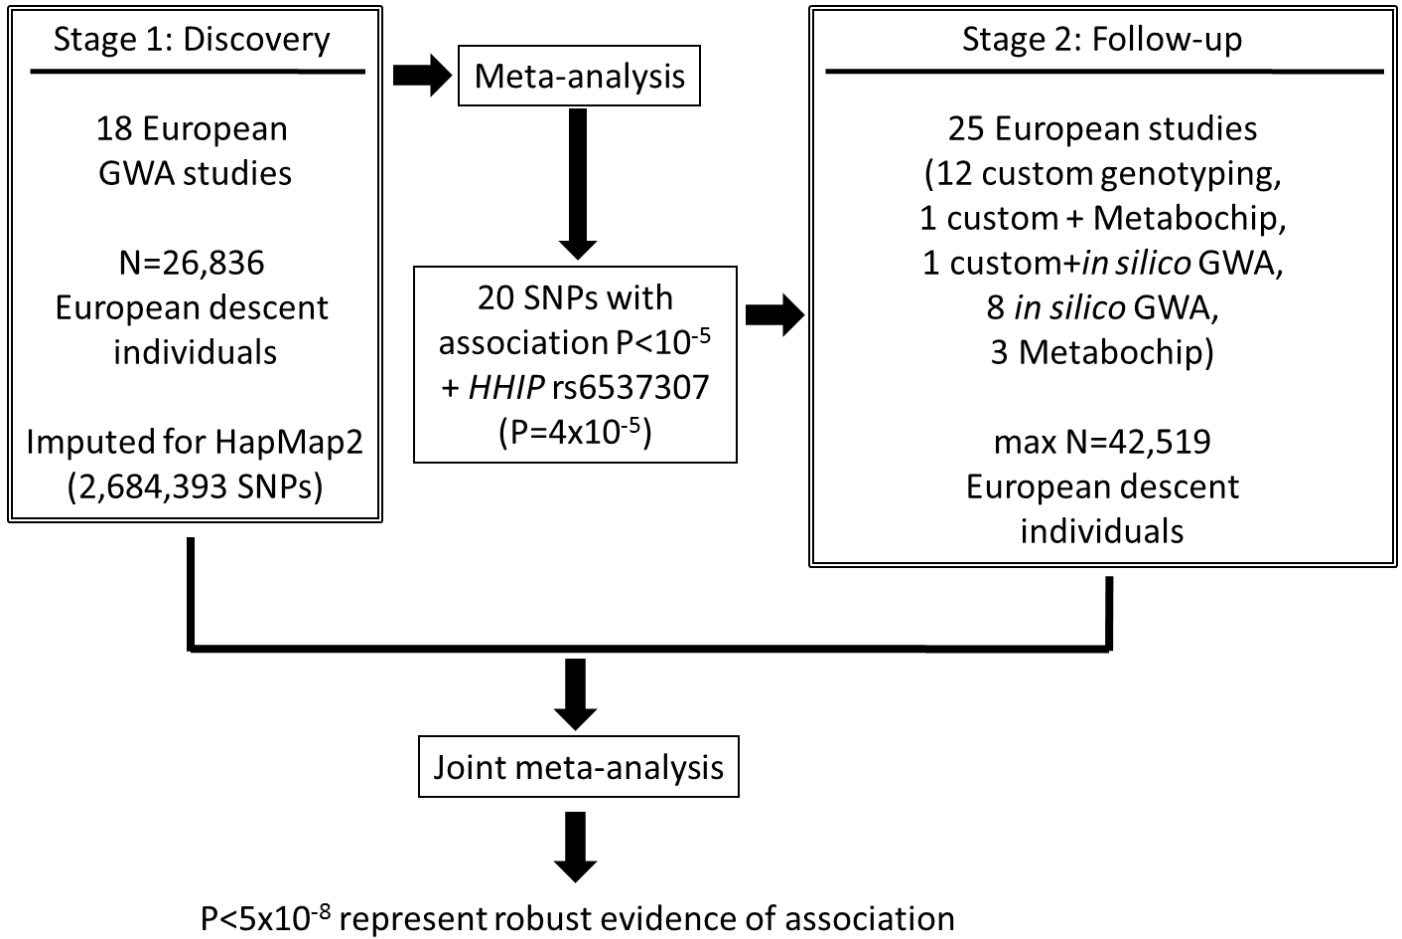 Stage 1: Discovery
18 European
GWA studies
N=26,836
European descent
individuals
Imputed for HapMap2
(2,684,393 SNPs)
Meta-analysis
20 SNPs with
association P<10⁻⁵
+ HHIP rs6537307
(P=4x10⁻⁵)
Stage 2: Follow-up
25 European studies
(12 custom genotyping,
1 custom + Metabochip,
1 custom+in silico GWA,
8 in silico GWA,
3 Metabochip)
max N=42,519
European descent
individuals
Joint meta-analysis
P<5x10⁻⁸ represent robust evidence of association